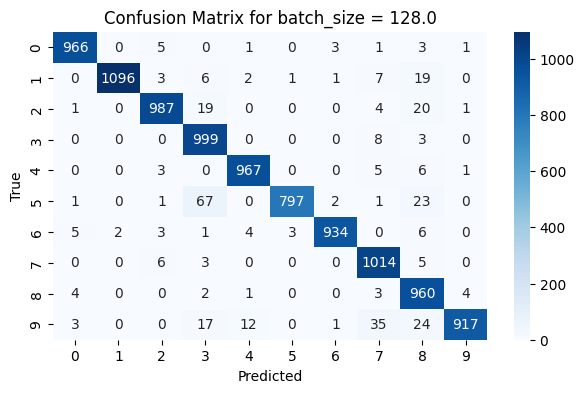 Confusion Matrix for batch_size = 128.0
0 966 0 5 0 1 0 3 1 3 1
1 0 1096 3 6 2 1 1 7 19 0
2 1 0 987 19 0 0 0 4 20 1
3 0 0 0 999 0 0 0 8 3 0
4 0 0 3 0 967 0 0 5 6 1
5 1 0 1 67 0 797 2 1 23 0
6 5 2 3 1 4 3 934 0 6 0
7 0 0 6 3 0 0 0 1014 5 0
8 4 0 0 2 1 0 0 3 960 4
9 3 0 0 17 12 0 1 35 24 917
0 1 2 3 4 5 6 7 8 9
Predicted
True
1000
800
600
400
200
0